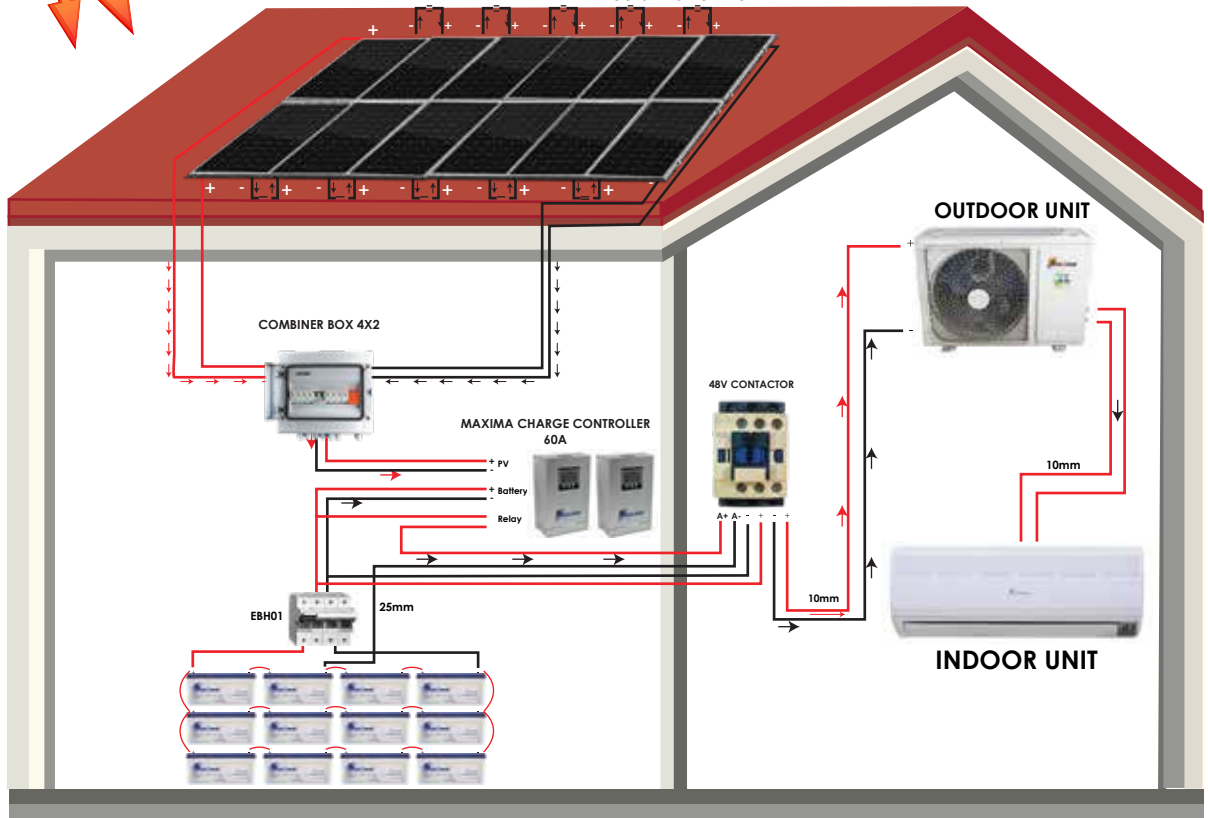 + - + - + - + - + - +
+ - + - + - + - + - + -
OUTDOOR UNIT
+
-
COMBINER BOX 4X2
48V CONTACTOR
MAXIMA CHARGE CONTROLLER
60A
+ PV
-
+ Battery
-
Relay
A+ A- - + - +
10mm
10mm
25mm
EBH01
INDOOR UNIT